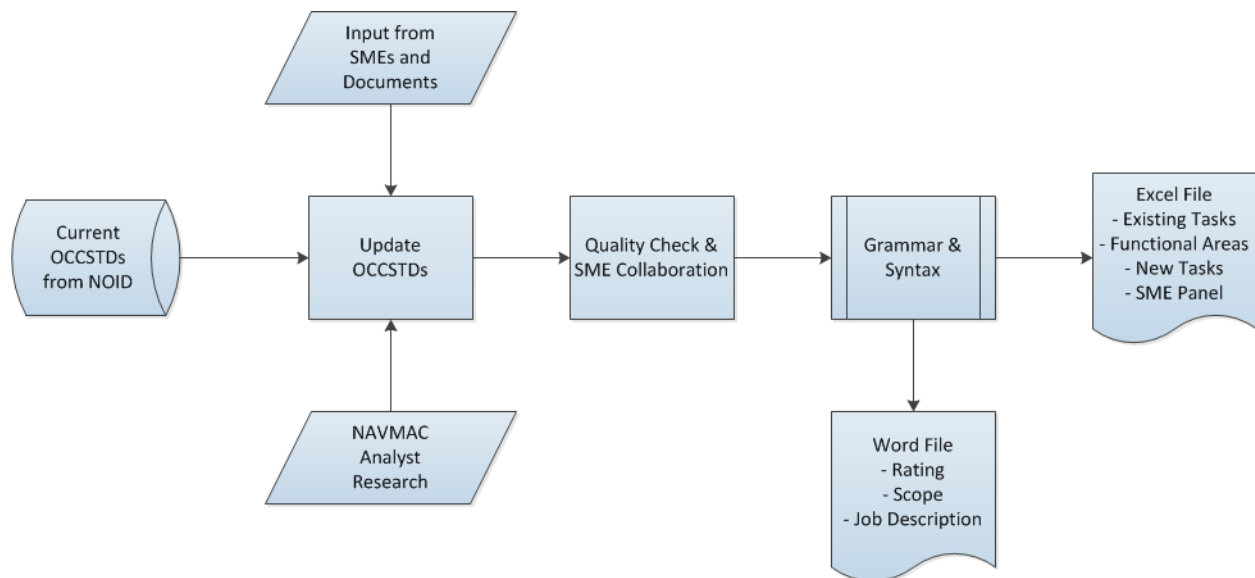 Input from
SMEs and
Documents
Current
OCCSTDs
from NOID
Update
OCCSTDs
Quality Check &
SME Collaboration
Grammar &
Syntax
Excel File
- Existing Tasks
- Functional Areas
- New Tasks
- SME Panel
NAVMAC
Analyst
Research
Word File
- Rating
- Scope
- Job Description